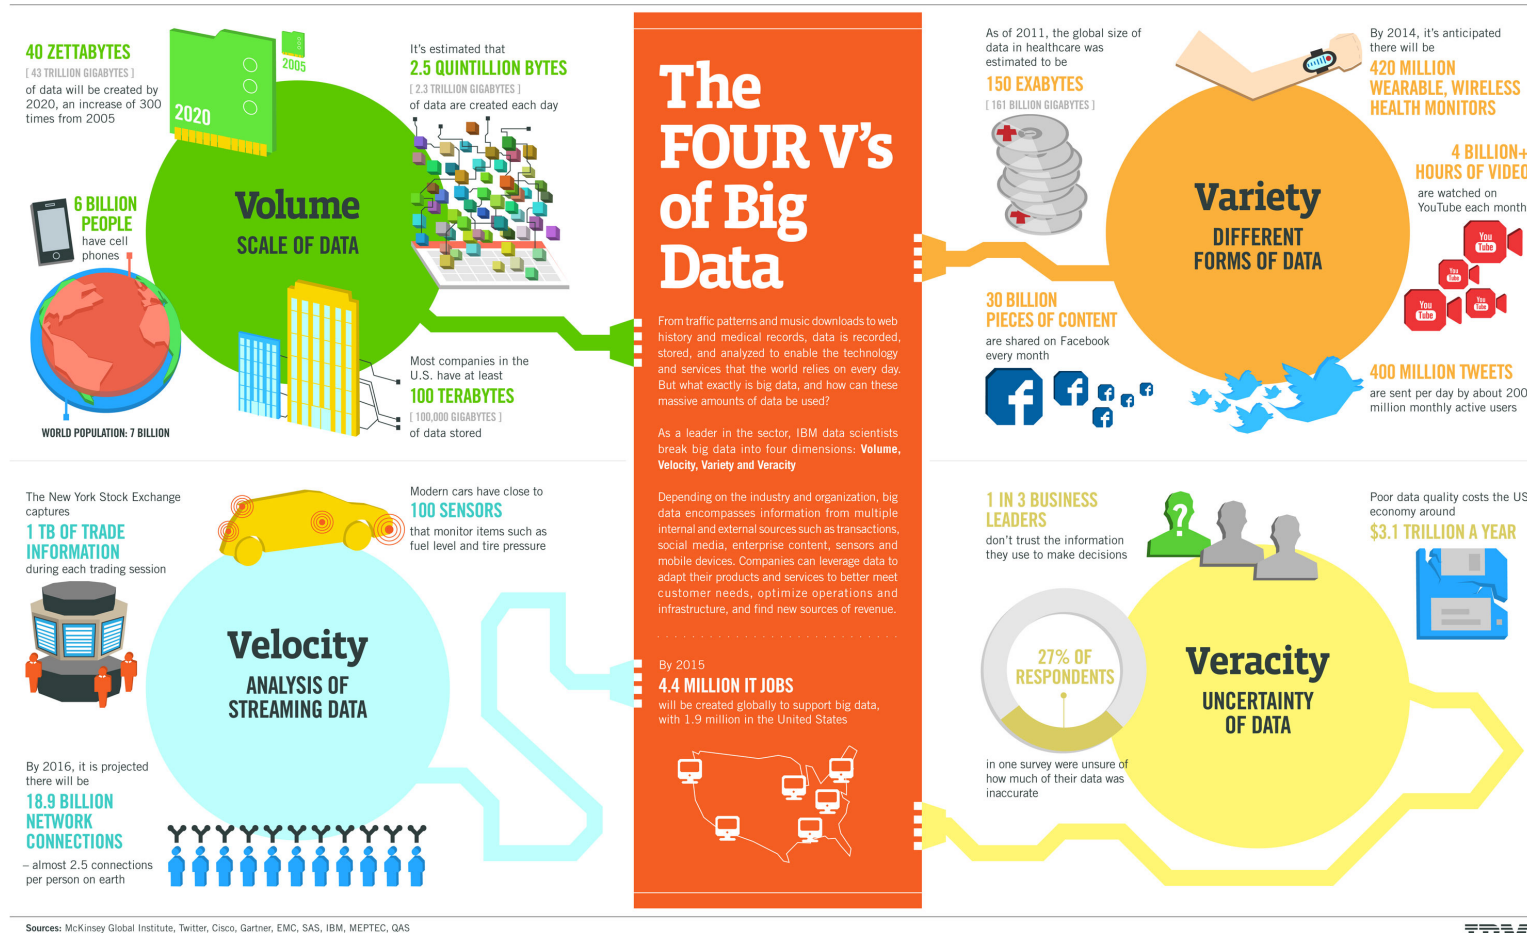 40 ZETTABYTES
[ 43 TRILLION GIGABYTES ]
of data will be created by
2020, an increase of 300
times from 2005
2005
2020
It's estimated that
2.5 QUINTILLION BYTES
[ 2.3 TRILLION GIGABYTES ]
of data are created each day
6 BILLION
PEOPLE
have cell
phones
WORLD POPULATION: 7 BILLION
Volume
SCALE OF DATA
Most companies in the
U.S. have at least
100 TERABYTES
[ 100,000 GIGABYTES ]
of data stored
The New York Stock Exchange
captures
1 TB OF TRADE
INFORMATION
during each trading session
Modern cars have close to
100 SENSORS
that monitor items such as
fuel level and tire pressure
Velocity
ANALYSIS OF
STREAMING DATA
By 2016, it is projected
there will be
18.9 BILLION
NETWORK
CONNECTIONS
– almost 2.5 connections
per person on earth
The
FOUR V's
of Big
Data
From traffic patterns and music downloads to web
history and medical records, data is recorded,
stored, and analyzed to enable the technology
and services that the world relies on every day.
But what exactly is big data, and how can these
massive amounts of data be used?
As a leader in the sector, IBM data scientists
break big data into four dimensions: Volume,
Velocity, Variety and Veracity
Depending on the industry and organization, big
data encompasses information from multiple
internal and external sources such as transactions,
social media, enterprise content, sensors and
mobile devices. Companies can leverage data to
adapt their products and services to better meet
customer needs, optimize operations and
infrastructure, and find new sources of revenue.
By 2015
4.4 MILLION IT JOBS
will be created globally to support big data,
with 1.9 million in the United States
As of 2011, the global size of
data in healthcare was
estimated to be
150 EXABYTES
[ 161 BILLION GIGABYTES ]
By 2014, it's anticipated
there will be
420 MILLION
WEARABLE, WIRELESS
HEALTH MONITORS
4 BILLION+
HOURS OF VIDEO
are watched on
YouTube each month
You
Tube
You
Tube
You
Tube
You
Tube
Variety
DIFFERENT
FORMS OF DATA
30 BILLION
PIECES OF CONTENT
are shared on Facebook
every month
f
f
f
f
f
f
400 MILLION TWEETS
are sent per day by about 200
million monthly active users
1 IN 3 BUSINESS
LEADERS
don't trust the information
they use to make decisions
?
Poor data quality costs the US
economy around
$3.1 TRILLION A YEAR
27% OF
RESPONDENTS
in one survey were unsure of
how much of their data was
inaccurate
Veracity
UNCERTAINTY
OF DATA
Sources: McKinsey Global Institute, Twitter, Cisco, Gartner, EMC, SAS, IBM, MEPTEC, QAS
IBM